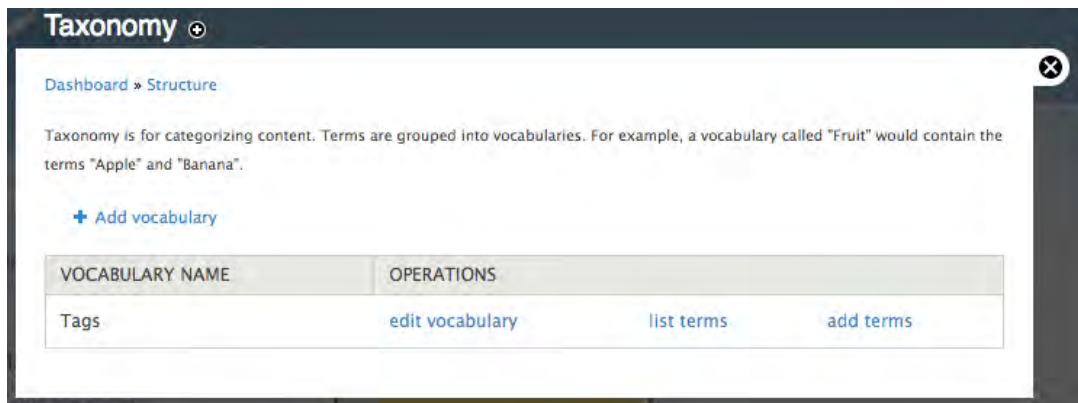 Taxonomy
Dashboard » Structure
Taxonomy is for categorizing content. Terms are grouped into vocabularies. For example, a vocabulary called "Fruit" would contain the
terms "Apple" and "Banana".
+ Add vocabulary
VOCABULARY NAME OPERATIONS
Tags edit vocabulary list terms add terms